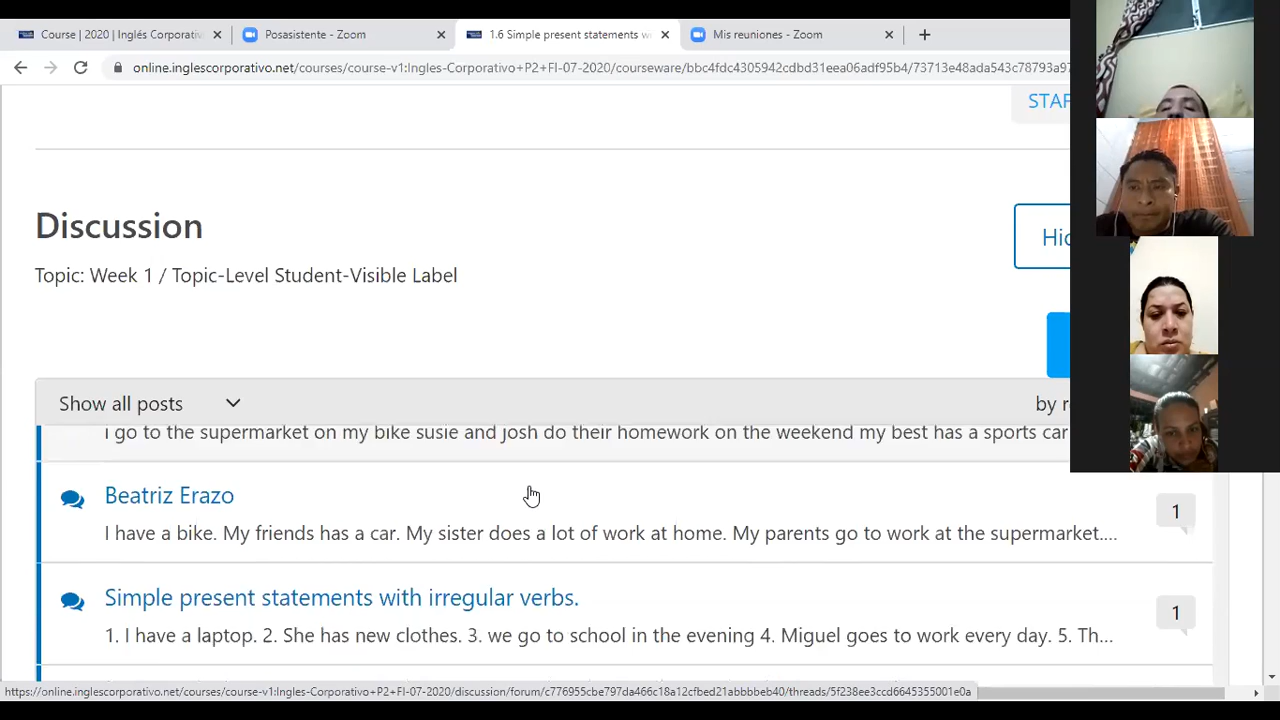 Course | 2020 | Inglés Corporativ
Posasistente - Zoom
1.6 Simple present statements w
Mis reuniones - Zoom
online.inglescorporativo.net/courses/course-v1:Ingles-Corporativo+P2+FI-07-2020/courseware/bbc4fdc4305942cdbd31eea06adf95b4/73713e48ada543c78793a97
STAF
Discussion
Hid
Topic: Week 1 / Topic-Level Student-Visible Label
Show all posts
by r
I go to the supermarket on my bike susie and Josh do their homework on the weekend my best has a sports car
Beatriz Erazo
1
I have a bike. My friends has a car. My sister does a lot of work at home. My parents go to work at the supermarket....
Simple present statements with irregular verbs.
1
1. I have a laptop. 2. She has new clothes. 3. we go to school in the evening 4. Miguel goes to work every day. 5. Th...
https://online.inglescorporativo.net/courses/course-v1:Ingles-Corporativo+P2+FI-07-2020/discussion/forum/c776955cbe797da466c18a12cfbed21abbbbeb40/threads/5f238ee3ccd6645355001e0a